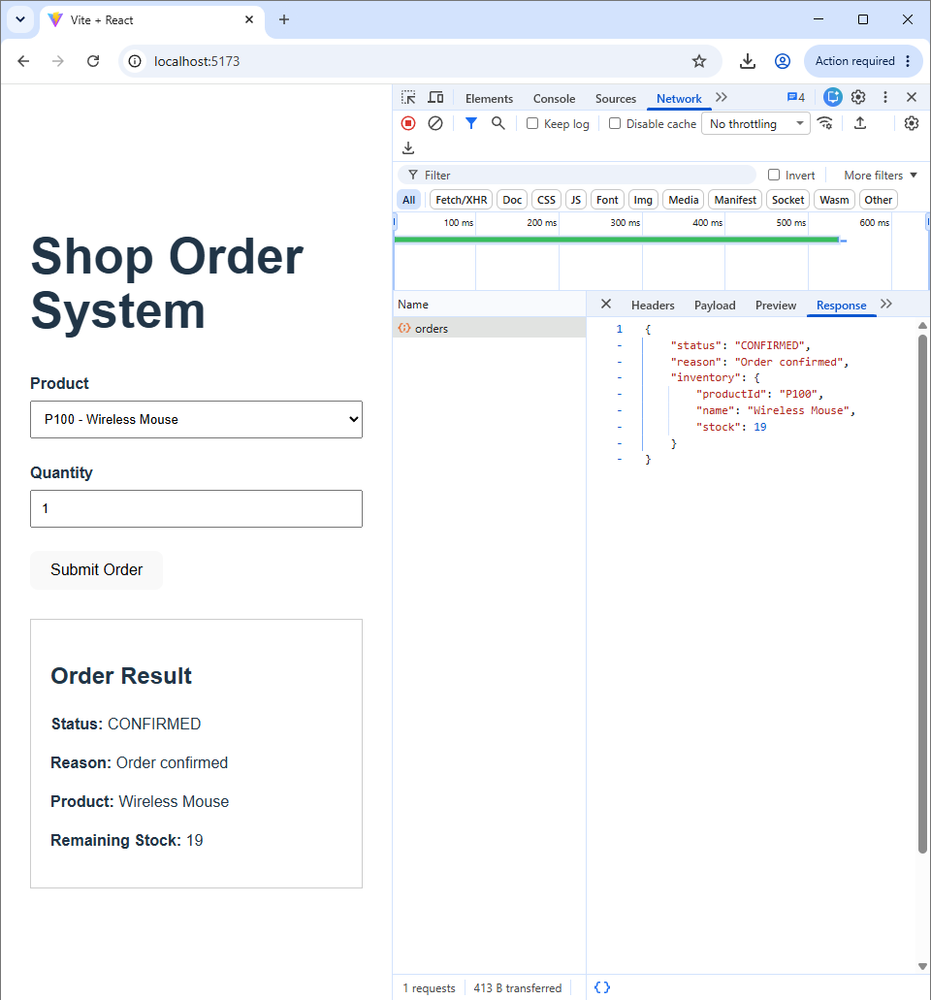 Vite + React
localhost:5173
Action required
Shop Order
System
Product
P100 - Wireless Mouse
Quantity
1
Submit Order
Order Result
Status: CONFIRMED
Reason: Order confirmed
Product: Wireless Mouse
Remaining Stock: 19
Elements Console Sources Network 4
Keep log Disable cache No throttling
Filter Invert More filters
All Fetch/XHR Doc CSS JS Font Img Media Manifest Socket Wasm Other
100 ms 200 ms 300 ms 400 ms 500 ms 600 ms
Name
orders
Headers Payload Preview Response
1 {
- "status": "CONFIRMED",
- "reason": "Order confirmed",
- "inventory": {
- "productId": "P100",
- "name": "Wireless Mouse",
- "stock": 19
- }
- }
1 requests 413 B transferred { }